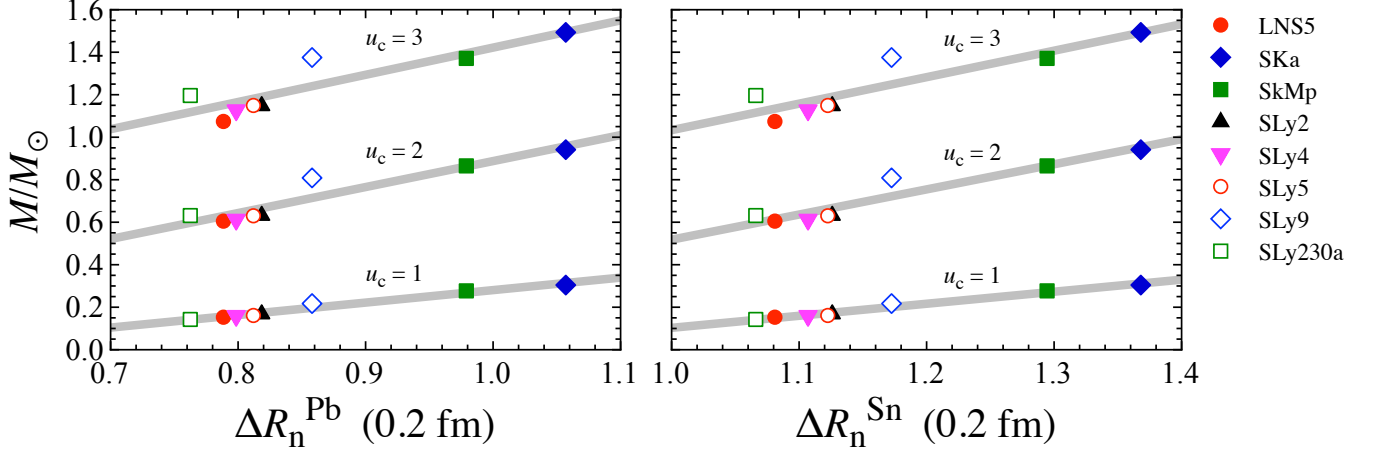 M/M⊙
1.6
1.4
1.2
1.0
0.8
0.6
0.4
0.2
0.0
u_c = 3
u_c = 2
u_c = 1
0.7 0.8 0.9 1.0 1.1
ΔR_n^Pb (0.2 fm)
u_c = 3
u_c = 2
u_c = 1
1.0 1.1 1.2 1.3 1.4
ΔR_n^Sn (0.2 fm)
LNS5
SKa
SkMp
SLy2
SLy4
SLy5
SLy9
SLy230a